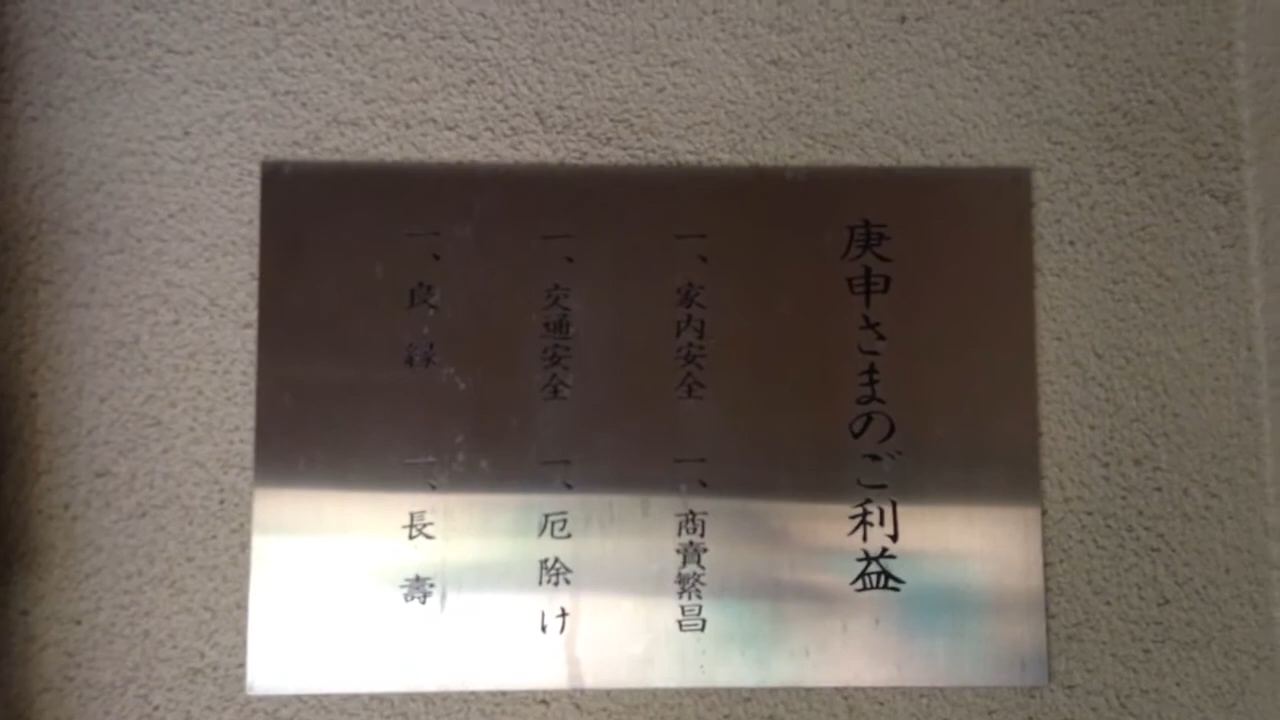 庚申さまのご利益
一、家内安全　一、商賣繁昌
一、交通安全　一、厄除け
一、良縁　一、長壽